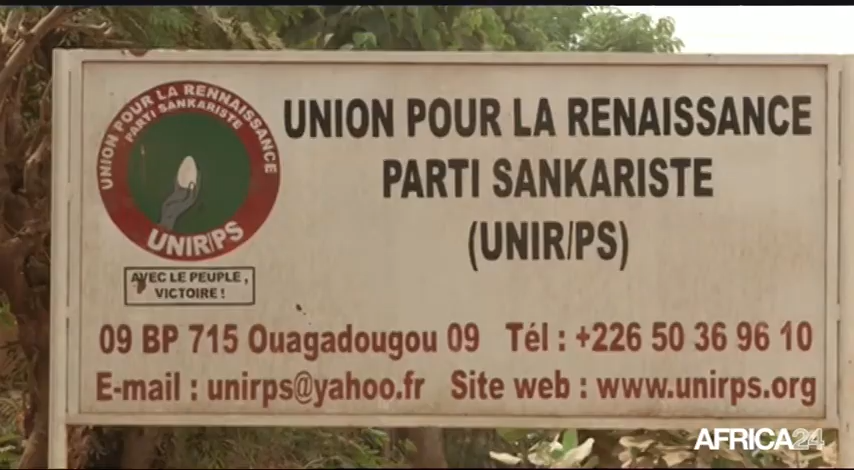 UNION POUR LA RENNAISSANCE
PARTI SANKARISTE
UNIR/PS
AVEC LE PEUPLE,
VICTOIRE !
UNION POUR LA RENAISSANCE
PARTI SANKARISTE
(UNIR/PS)
09 BP 715 Ouagadougou 09 Tél : +226 50 36 96 10
E-mail : unirps@yahoo.fr Site web : www.unirps.org
AFRICA24